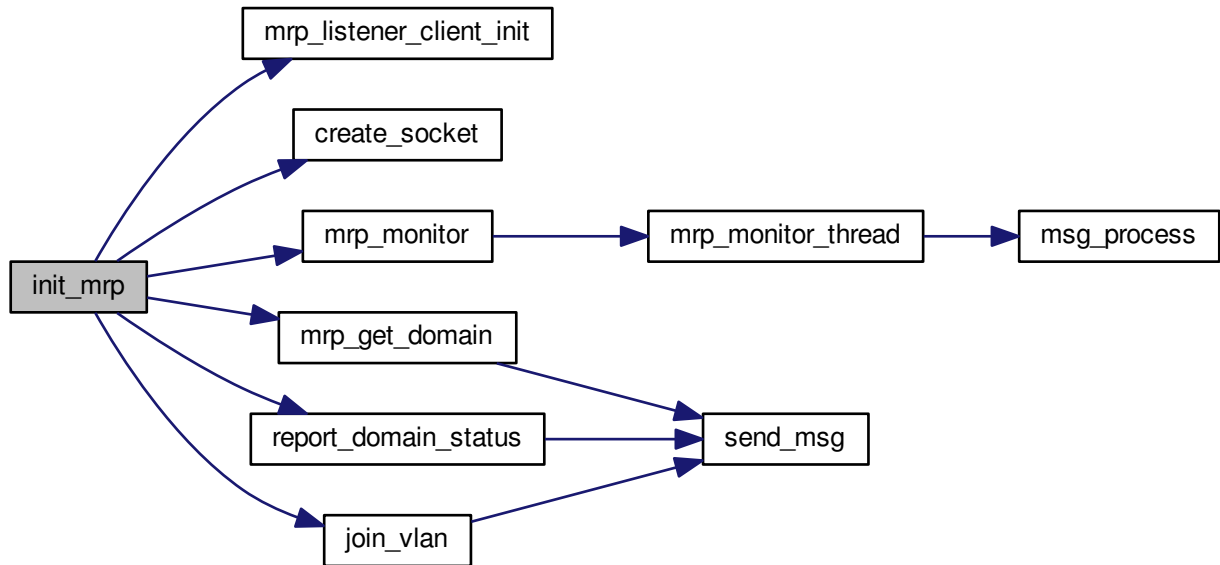 mrp_listener_client_init
create_socket
mrp_monitor
mrp_monitor_thread
msg_process
init_mrp
mrp_get_domain
report_domain_status
send_msg
join_vlan